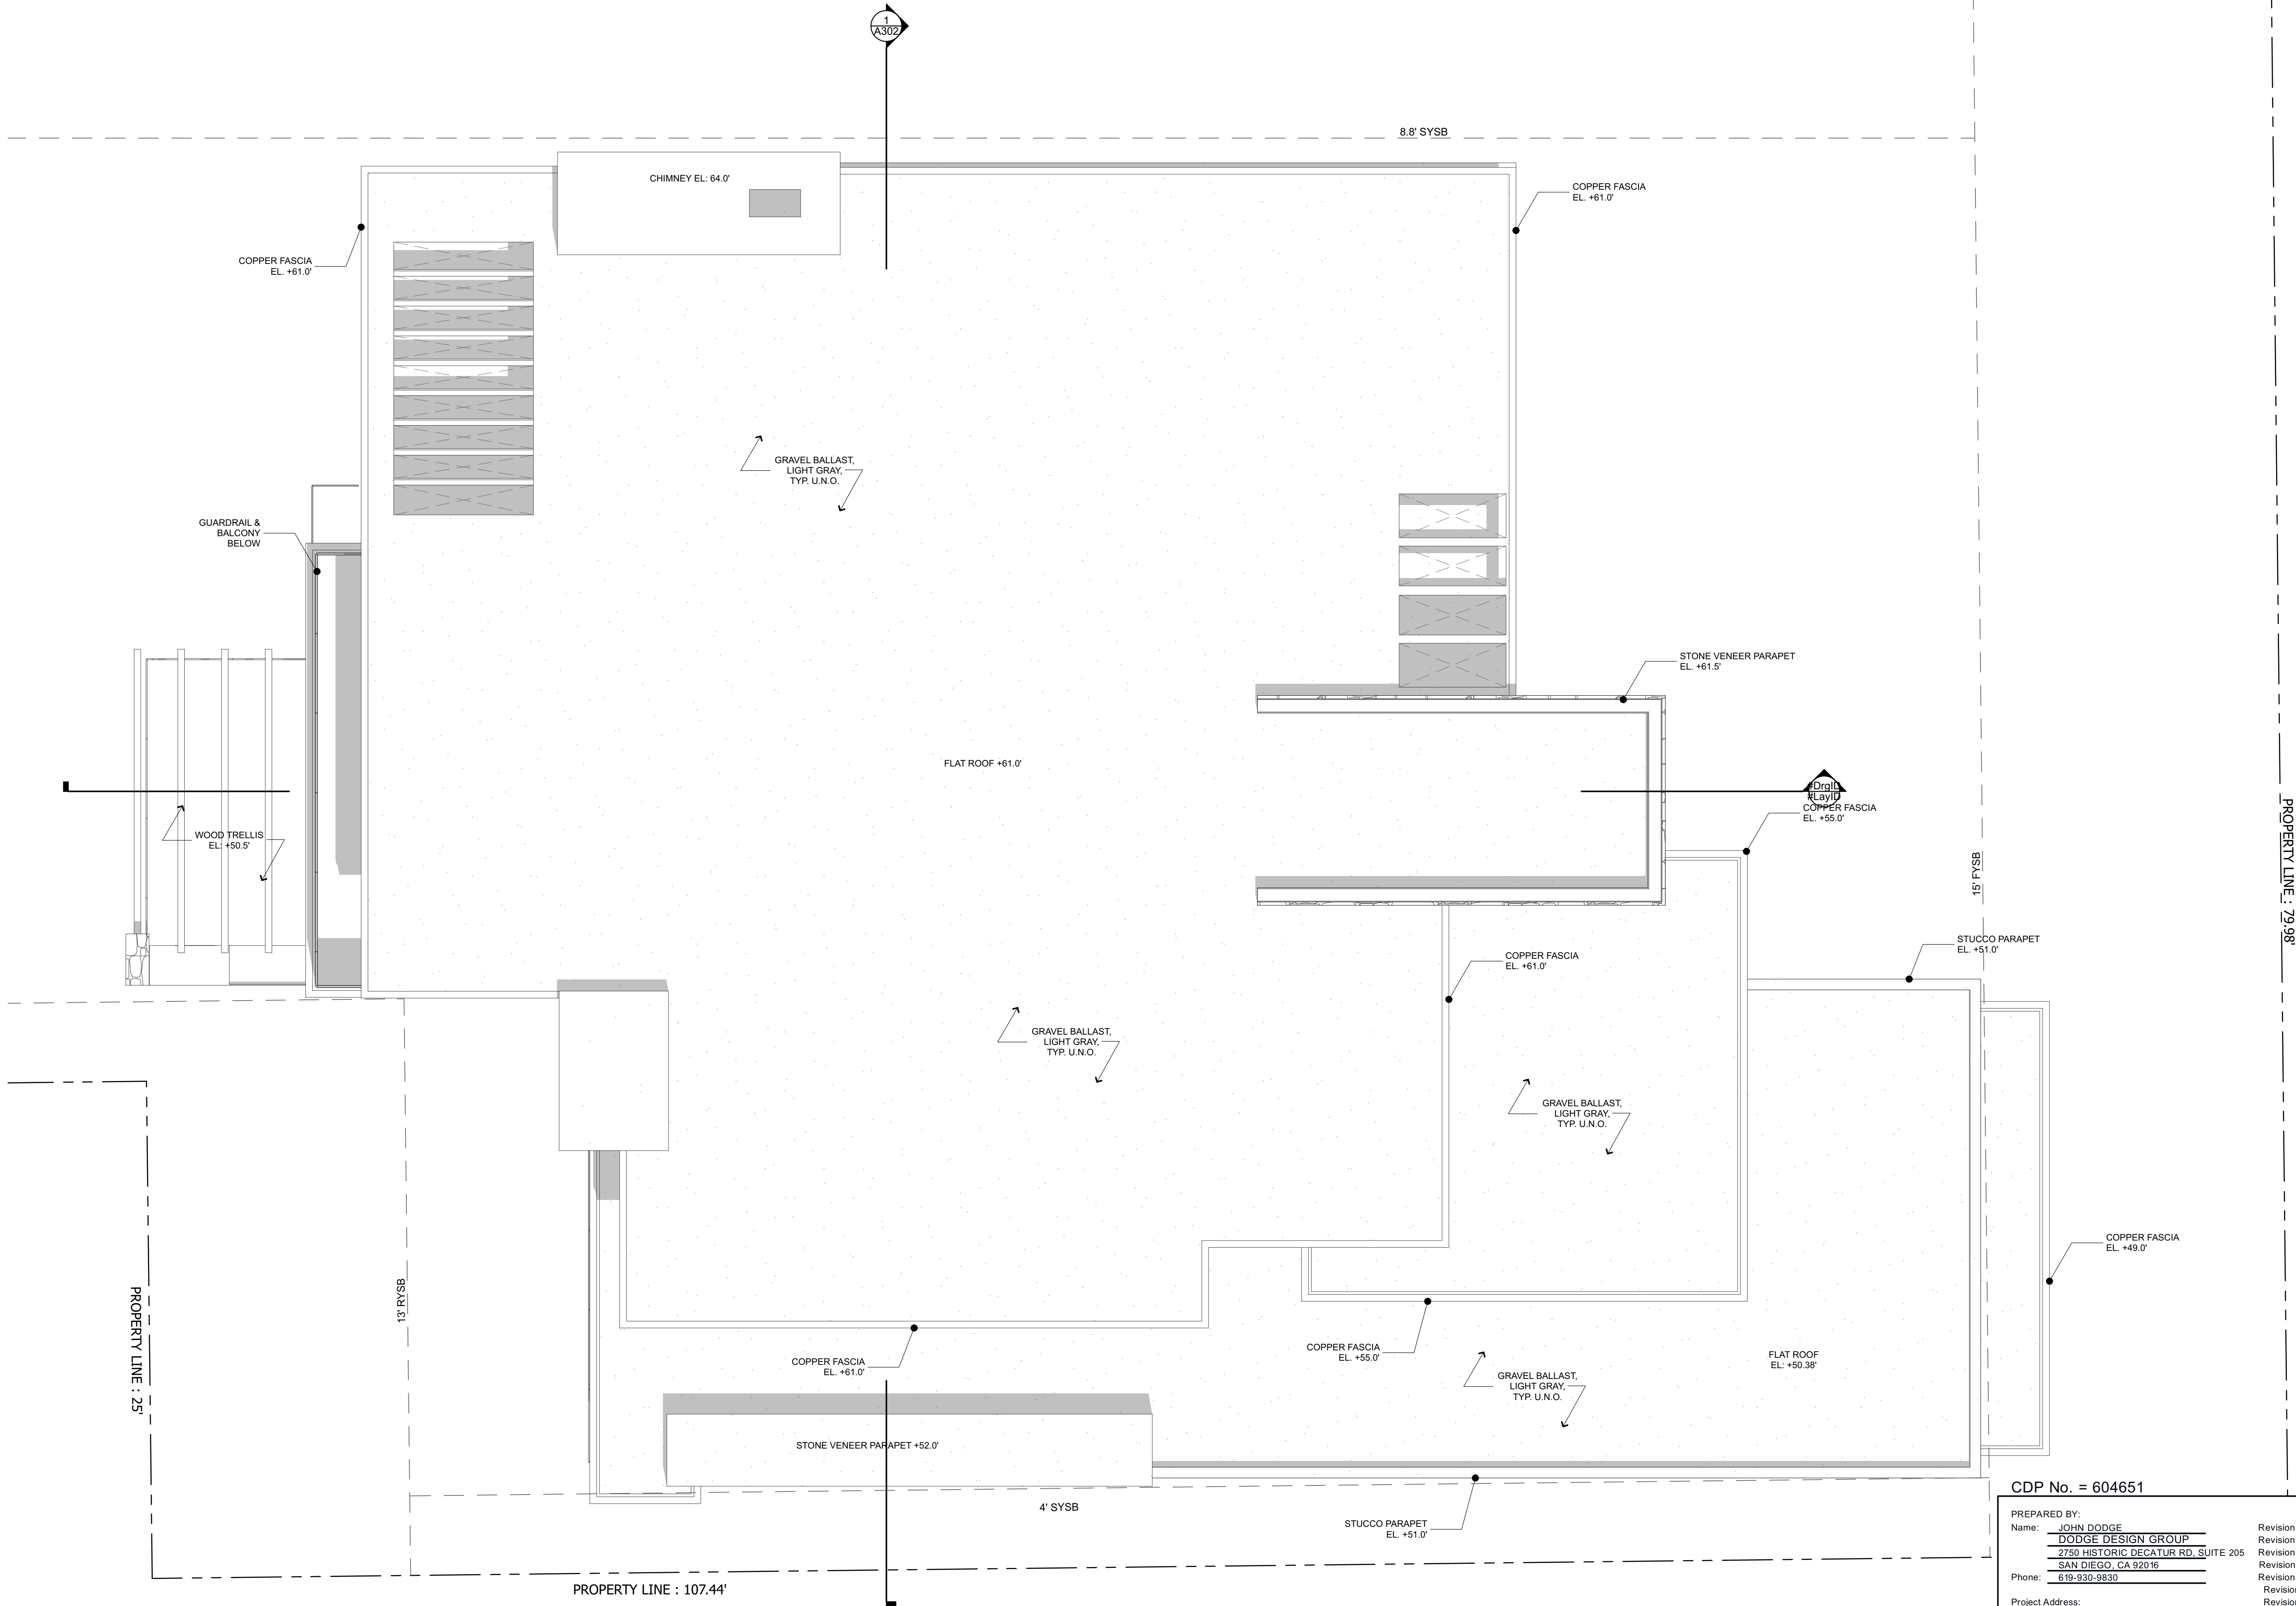 1
A302
8.8' SYSB
CHIMNEY EL: 64.0'
COPPER FASCIA
EL. +61.0'
COPPER FASCIA
EL. +61.0'
GRAVEL BALLAST,
LIGHT GRAY,
TYP. U.N.O.
GUARDRAIL &
BALCONY
BELOW
STONE VENEER PARAPET
EL. +61.5'
FLAT ROOF +61.0'
#DrgID
#LayID
COPPER FASCIA
EL. +55.0'
WOOD TRELLIS
EL: +50.5'
15' FYSB
PROPERTY LINE : 79.98'
STUCCO PARAPET
EL. +51.0'
COPPER FASCIA
EL. +61.0'
GRAVEL BALLAST,
LIGHT GRAY,
TYP. U.N.O.
GRAVEL BALLAST,
LIGHT GRAY,
TYP. U.N.O.
COPPER FASCIA
EL. +49.0'
PROPERTY LINE : 25'
13' RYSB
COPPER FASCIA
EL. +61.0'
COPPER FASCIA
EL. +55.0'
FLAT ROOF
EL: +50.38'
GRAVEL BALLAST,
LIGHT GRAY,
TYP. U.N.O.
STONE VENEER PARAPET +52.0'
4' SYSB
STUCCO PARAPET
EL. +51.0'
PROPERTY LINE : 107.44'
CDP No. = 604651
PREPARED BY:
Name: JOHN DODGE Revision
DODGE DESIGN GROUP Revision
2750 HISTORIC DECATUR RD, SUITE 205 Revision
SAN DIEGO, CA 92016 Revision
Phone: 619-930-9830 Revision
Revision
Project Address: Revision